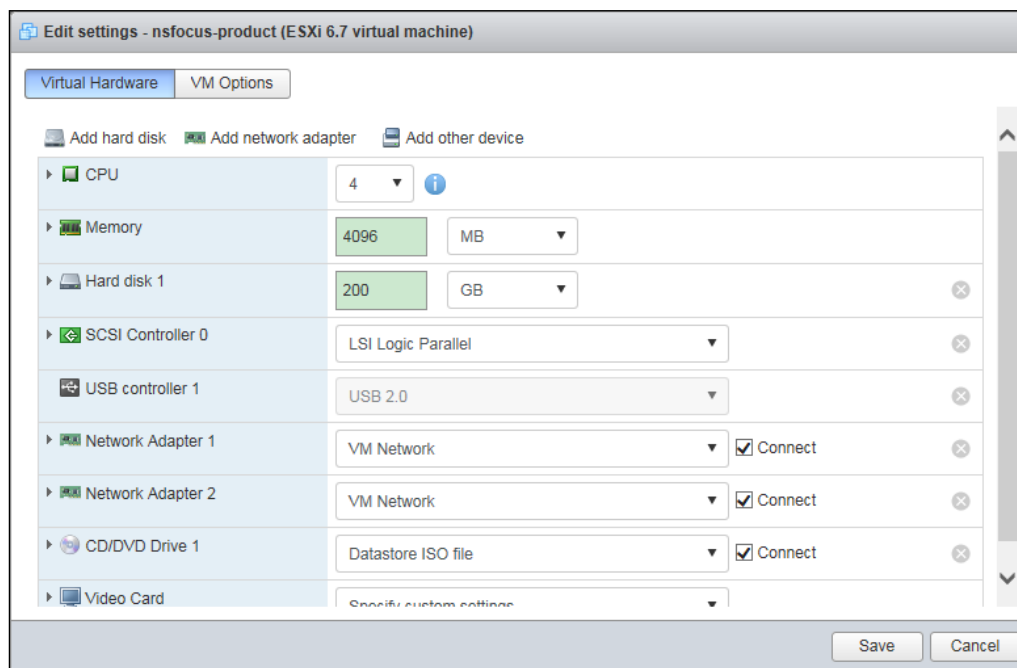 Edit settings - nsfocus-product (ESXi 6.7 virtual machine)
Virtual Hardware VM Options
Add hard disk Add network adapter Add other device
CPU 4
Memory 4096 MB
Hard disk 1 200 GB
SCSI Controller 0 LSI Logic Parallel
USB controller 1 USB 2.0
Network Adapter 1 VM Network Connect
Network Adapter 2 VM Network Connect
CD/DVD Drive 1 Datastore ISO file Connect
Video Card Specify custom settings
Save Cancel